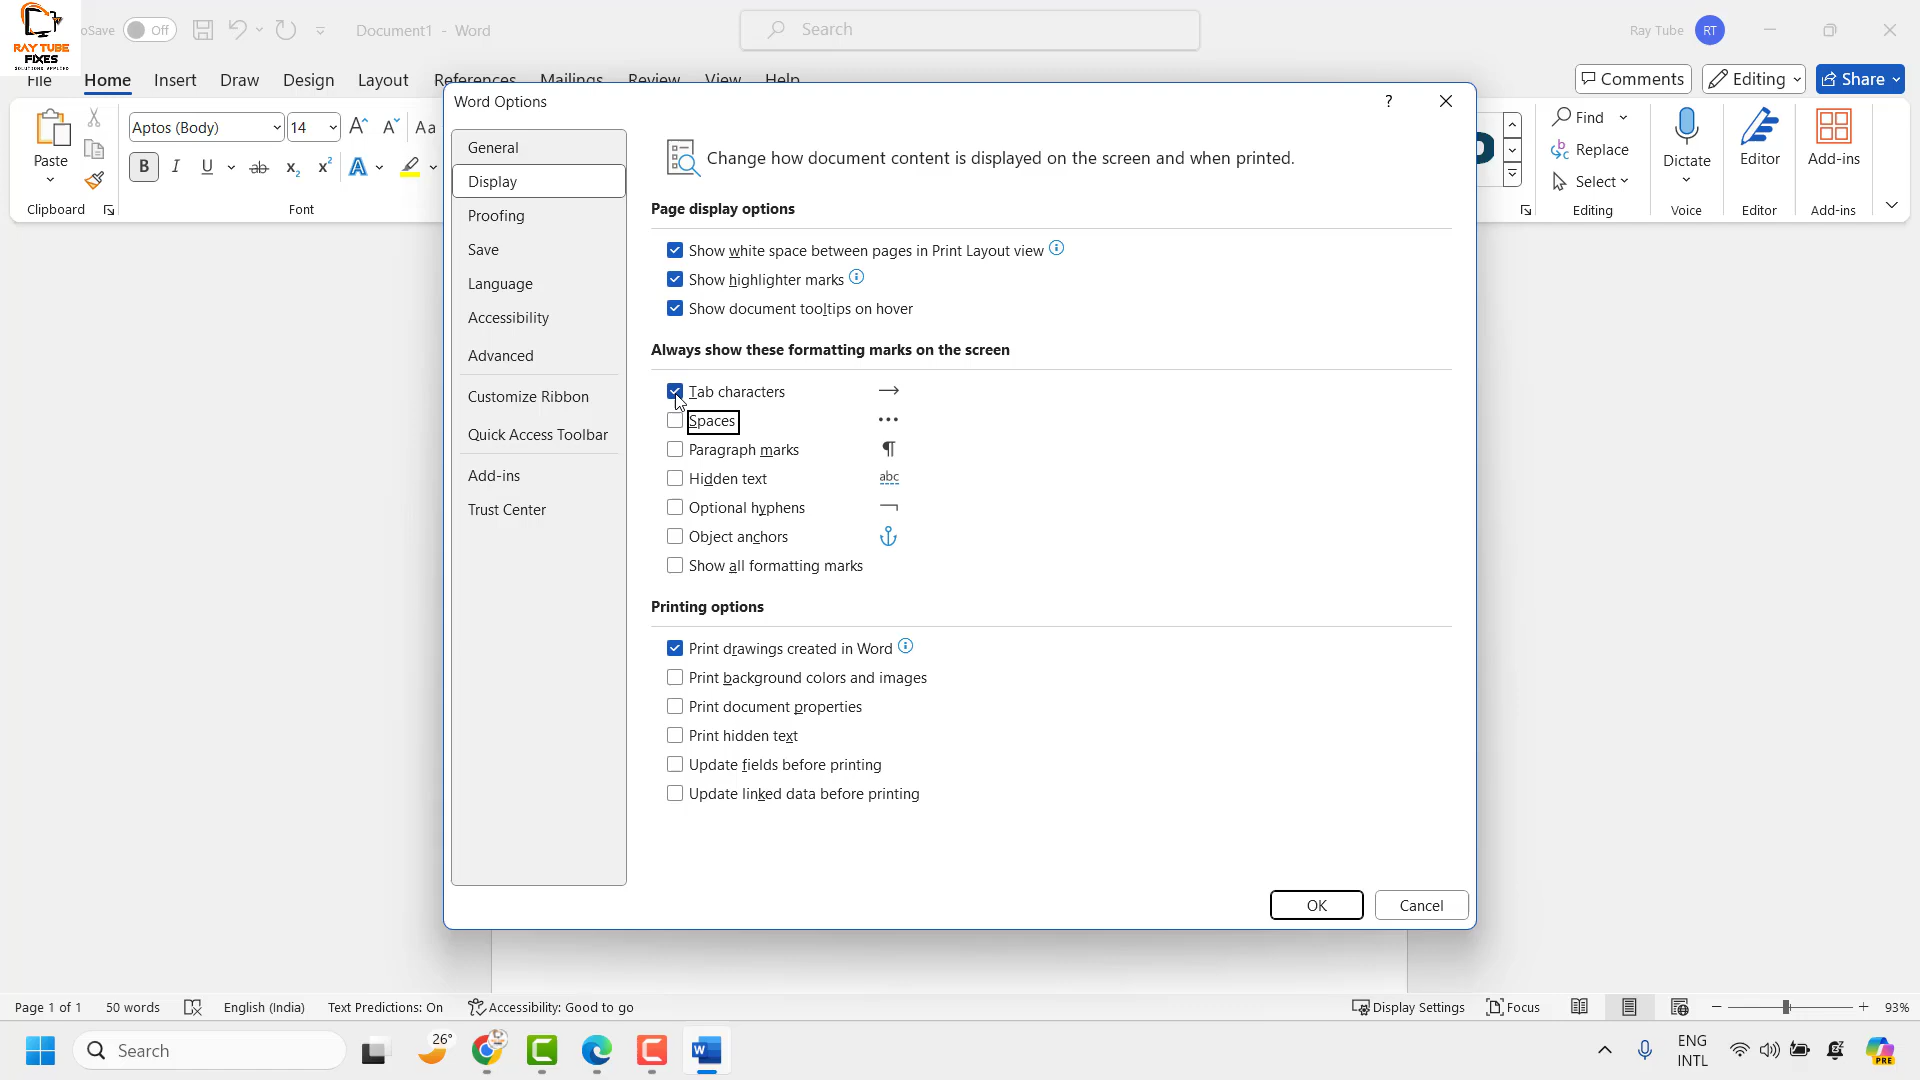 RAY TUBE
FIXES
SOLUTIONS APPLIED
oSave Off
Document1 - Word
Search
Ray Tube RT
File Home Insert Draw Design Layout References Mailings Review View Help
Comments Editing Share
Paste
Clipboard
Aptos (Body) 14
Aa
B I U ab x₂ x² A
Font
Find
Replace
Select
Editing
Dictate
Voice
Editor
Editor
Add-ins
Add-ins
Word Options
?
General
Display
Proofing
Save
Language
Accessibility
Advanced
Customize Ribbon
Quick Access Toolbar
Add-ins
Trust Center
Change how document content is displayed on the screen and when printed.
Page display options
Show white space between pages in Print Layout view
Show highlighter marks
Show document tooltips on hover
Always show these formatting marks on the screen
Tab characters →
Spaces •••
Paragraph marks ¶
Hidden text abc
Optional hyphens ¬
Object anchors
Show all formatting marks
Printing options
Print drawings created in Word
Print background colors and images
Print document properties
Print hidden text
Update fields before printing
Update linked data before printing
OK Cancel
Page 1 of 1 50 words English (India) Text Predictions: On Accessibility: Good to go
Display Settings Focus 93%
Search
26°
ENG
INTL
PRE